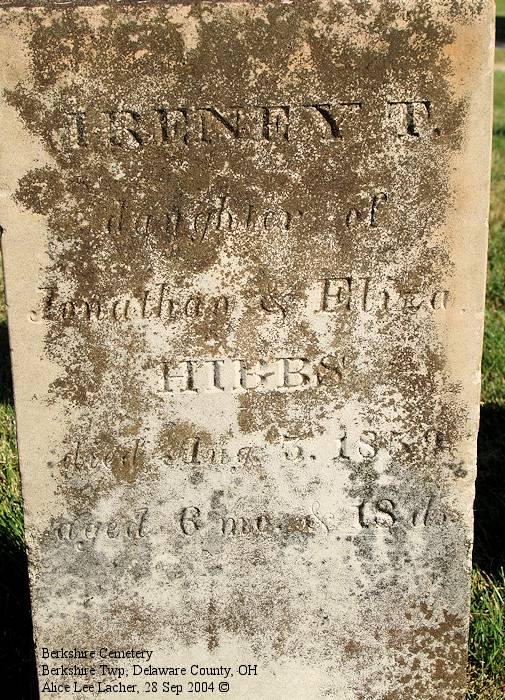 IRENEY T.
daughter of
Jonathan & Eliza
HIBBS
died Aug. 5.
aged 6 mo. & 18 ds.
Berkshire Cemetery
Berkshire Twp, Delaware County, OH
Alice Lee Lacher, 28 Sep 2004 ©